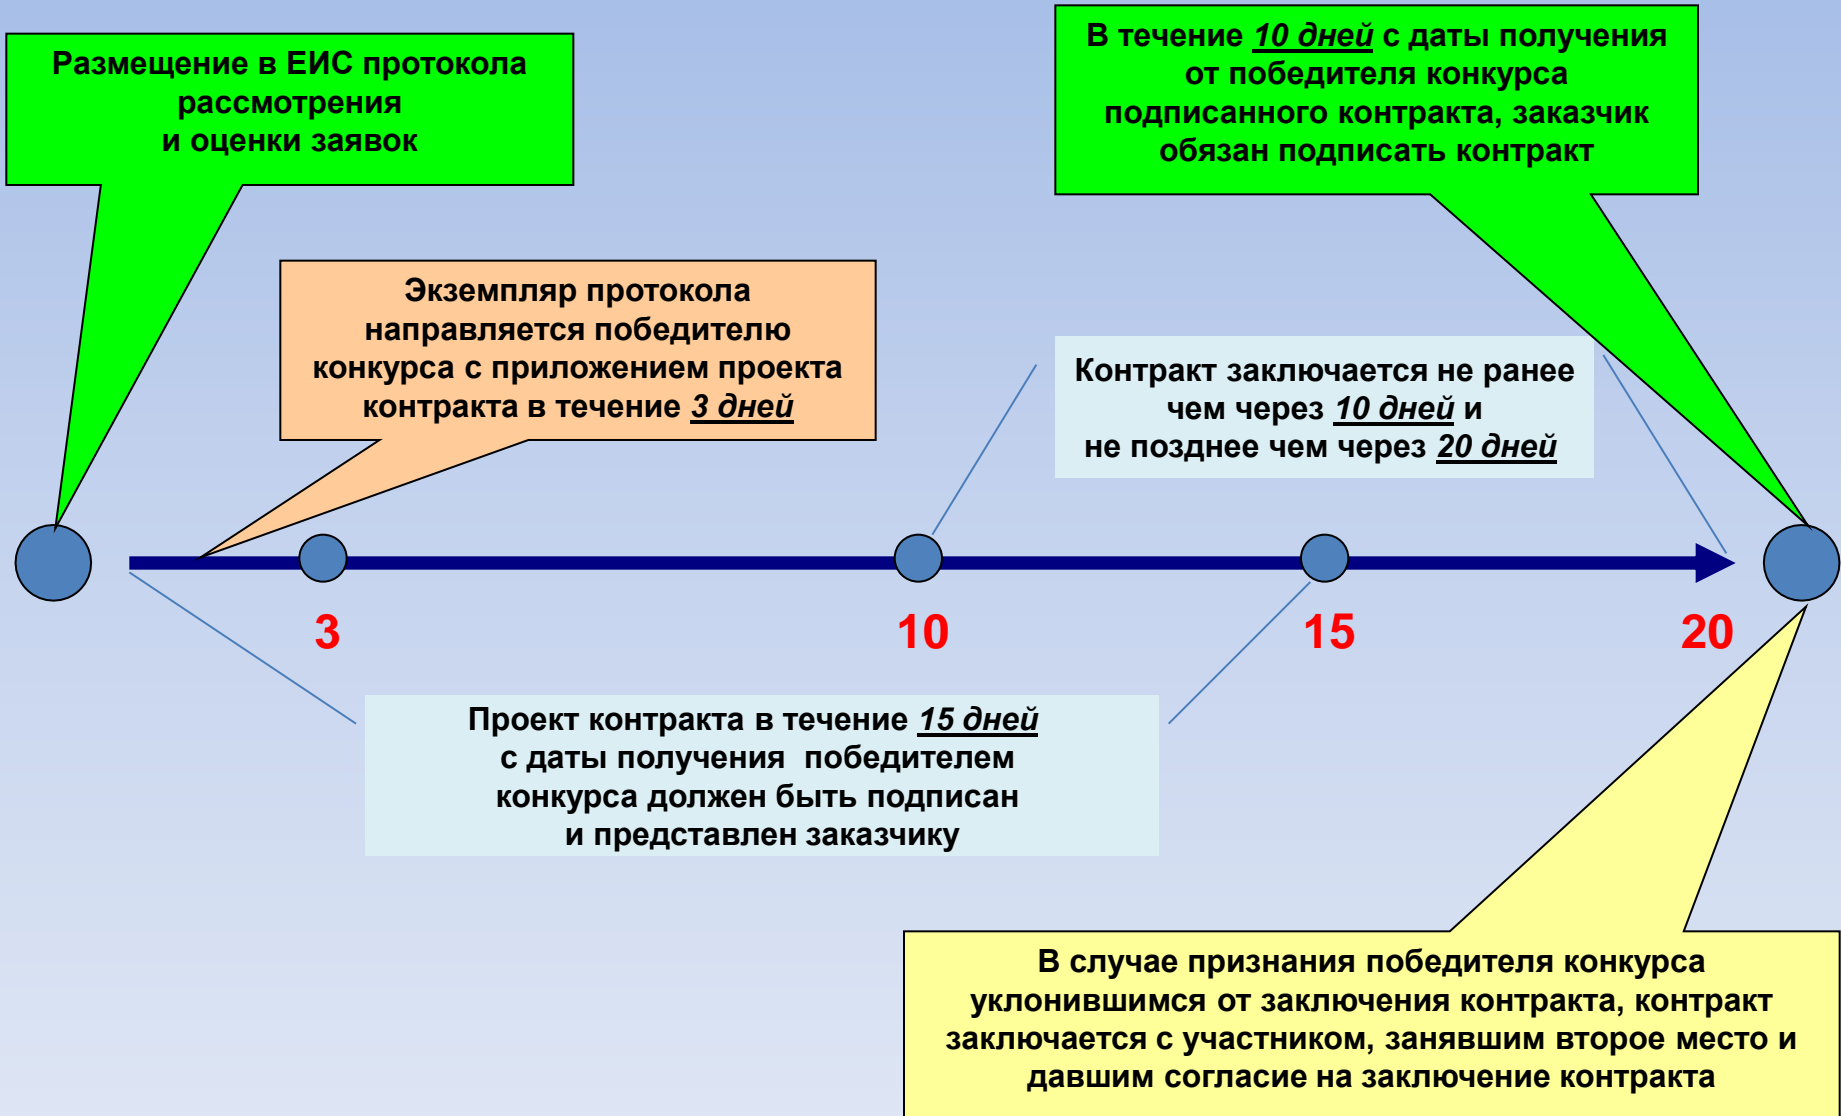 Размещение в ЕИС протокола
рассмотрения
и оценки заявок
В течение 10 дней с даты получения
от победителя конкурса
подписанного контракта, заказчик
обязан подписать контракт
Экземпляр протокола
направляется победителю
конкурса с приложением проекта
контракта в течение 3 дней
Контракт заключается не ранее
чем через 10 дней и
не позднее чем через 20 дней
3
10
15
20
Проект контракта в течение 15 дней
с даты получения победителем
конкурса должен быть подписан
и представлен заказчику
В случае признания победителя конкурса
уклонившимся от заключения контракта, контракт
заключается с участником, занявшим второе место и
давшим согласие на заключение контракта